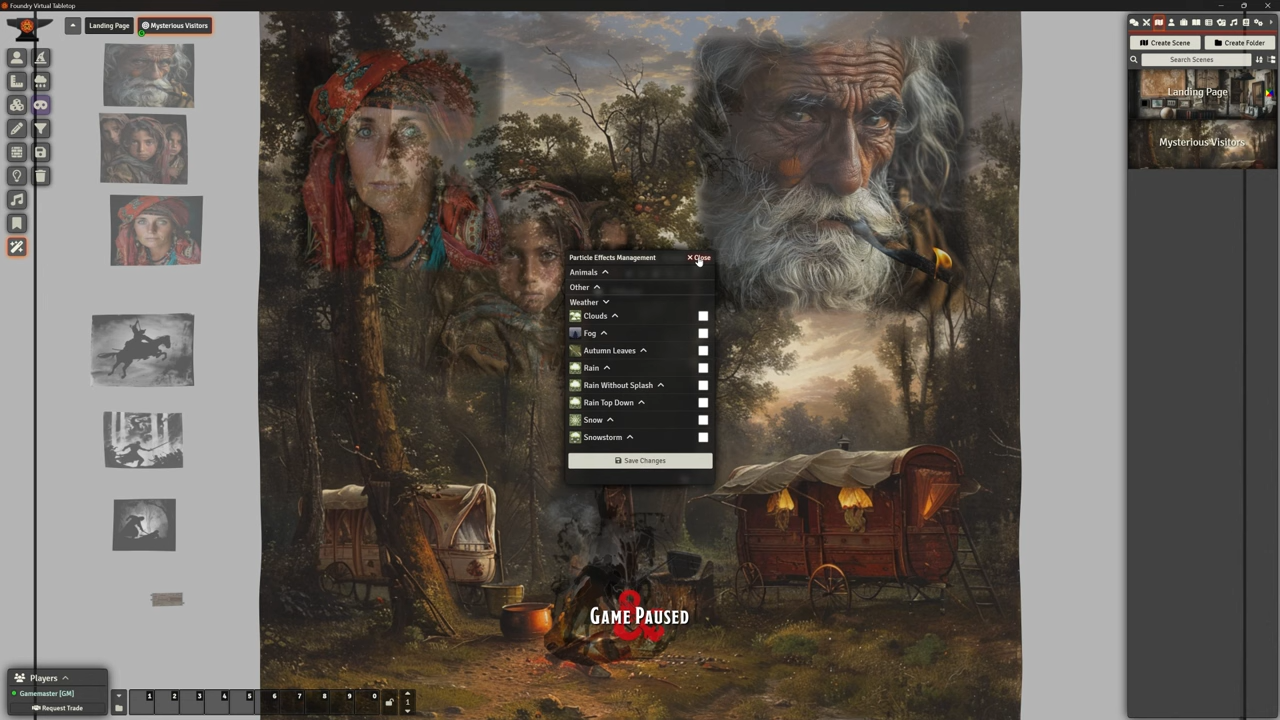 Foundry Virtual Tabletop
Landing Page
Mysterious Visitors
G
Create Scene
Create Folder
Search Scenes
Landing Page
Mysterious Visitors
Particle Effects Management
Close
Animals
Other
Weather
Clouds
Fog
Autumn Leaves
Rain
Rain Without Splash
Rain Top Down
Snow
Snowstorm
Save Changes
Game Paused
Players
Gamemaster [GM]
Request Trade
1 2 3 4 5 6 7 8 9 0
1